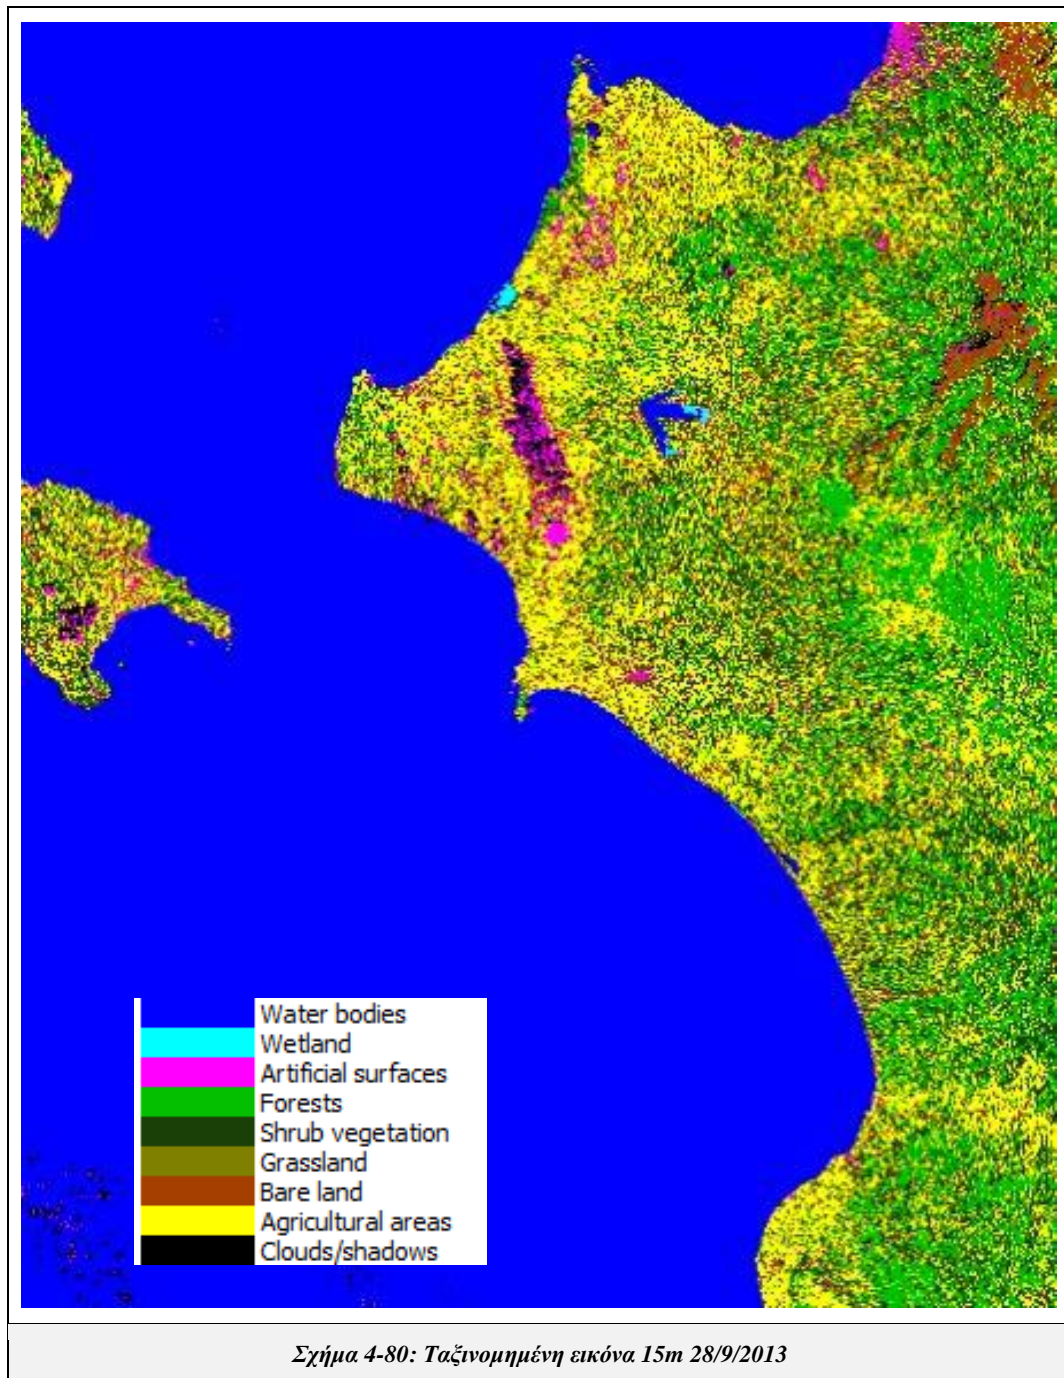 Water bodies
Wetland
Artificial surfaces
Forests
Shrub vegetation
Grassland
Bare land
Agricultural areas
Clouds/shadows
Σχήμα 4-80: Ταξινομημένη εικόνα 15m 28/9/2013